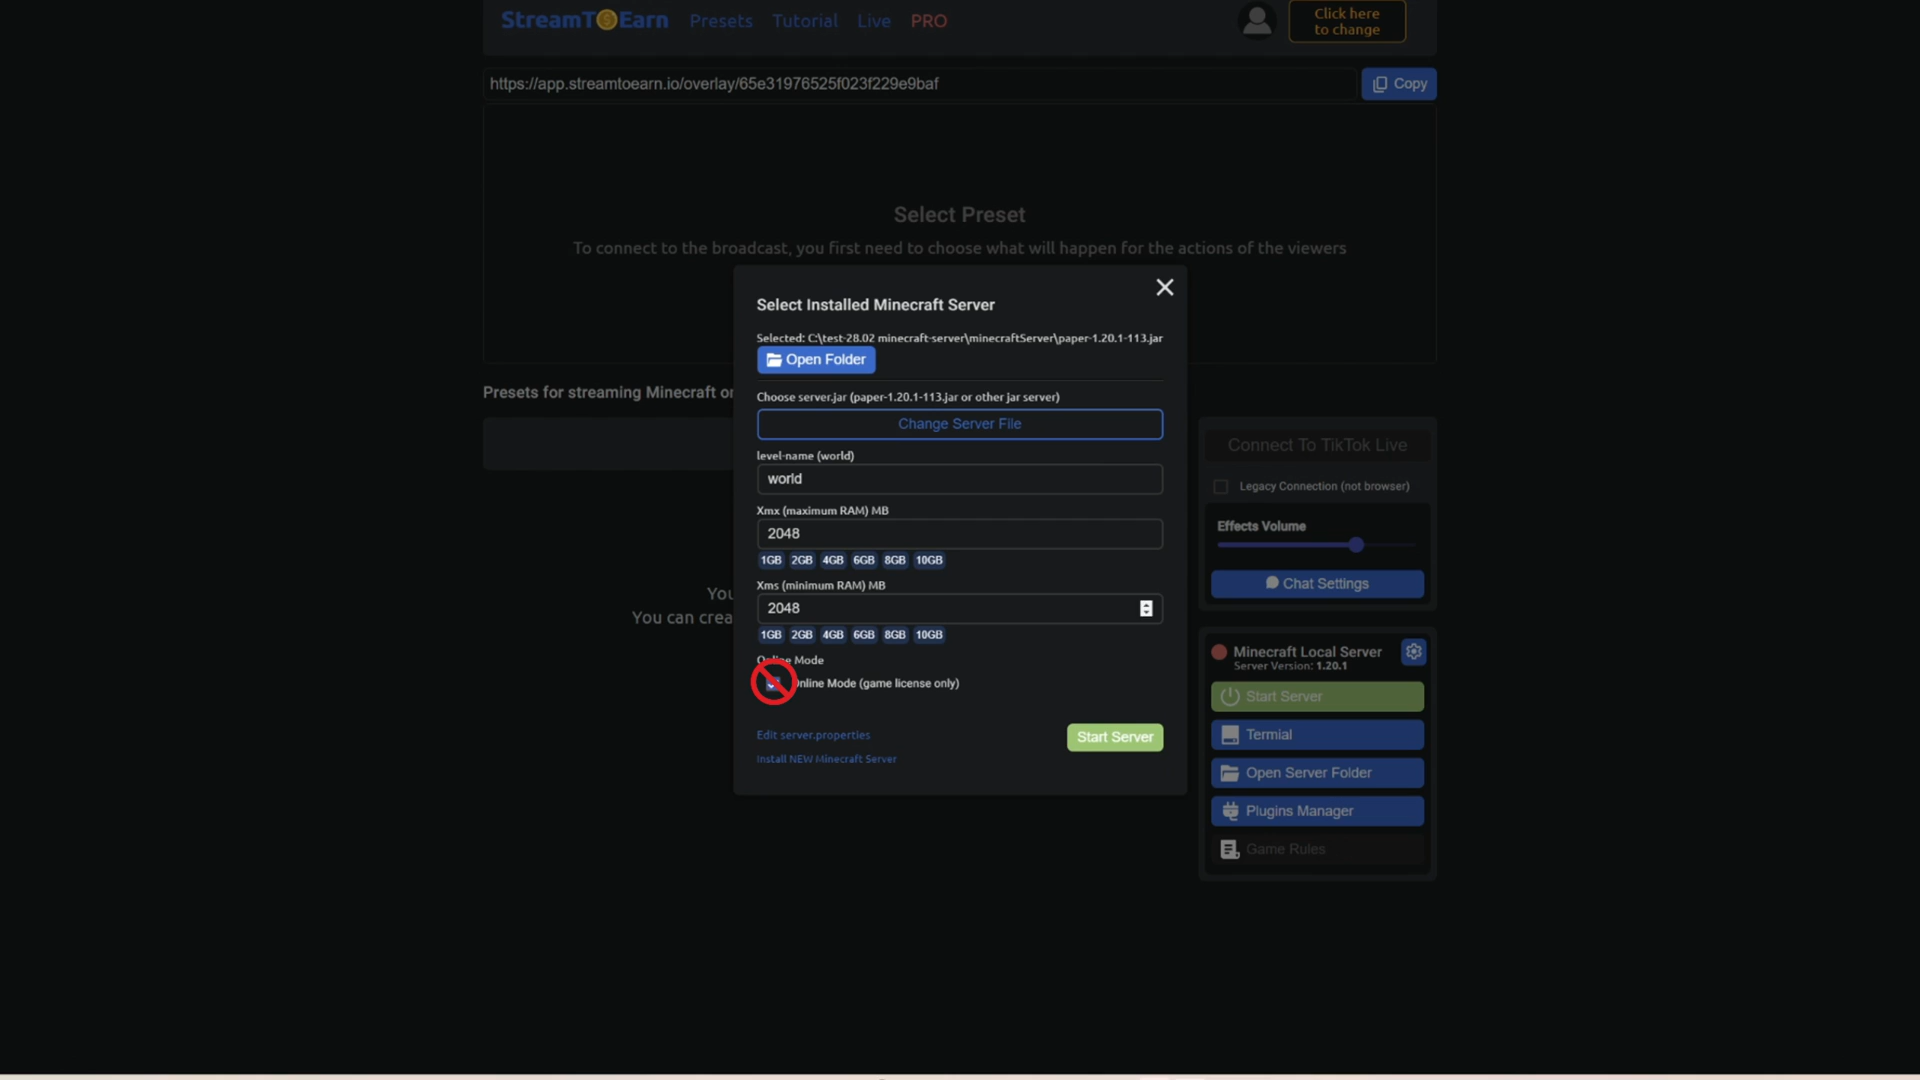 StreamToEarn Presets Tutorial Live PRO
Click here
to change
https://app.streamtoearn.io/overlay/65e31976525f023f229e9baf
Copy
Select Preset
To connect to the broadcast, you first need to choose what will happen for the actions of the viewers
Select Installed Minecraft Server
Selected: C:\test-28.02 minecraft-server\minecraftServer\paper-1.20.1-113.jar
Open Folder
Choose server.jar (paper-1.20.1-113.jar or other jar server)
Change Server File
level-name (world)
world
Xmx (maximum RAM) MB
2048
1GB 2GB 4GB 6GB 8GB 10GB
Xms (minimum RAM) MB
2048
1GB 2GB 4GB 6GB 8GB 10GB
Online Mode
Online Mode (game license only)
Edit server.properties
Install NEW Minecraft Server
Start Server
Presets for streaming Minecraft
You can
Connect To TikTok Live
Legacy Connection (not browser)
Effects Volume
Chat Settings
Minecraft Local Server
Server Version: 1.20.1
Start Server
Termial
Open Server Folder
Plugins Manager
Game Rules